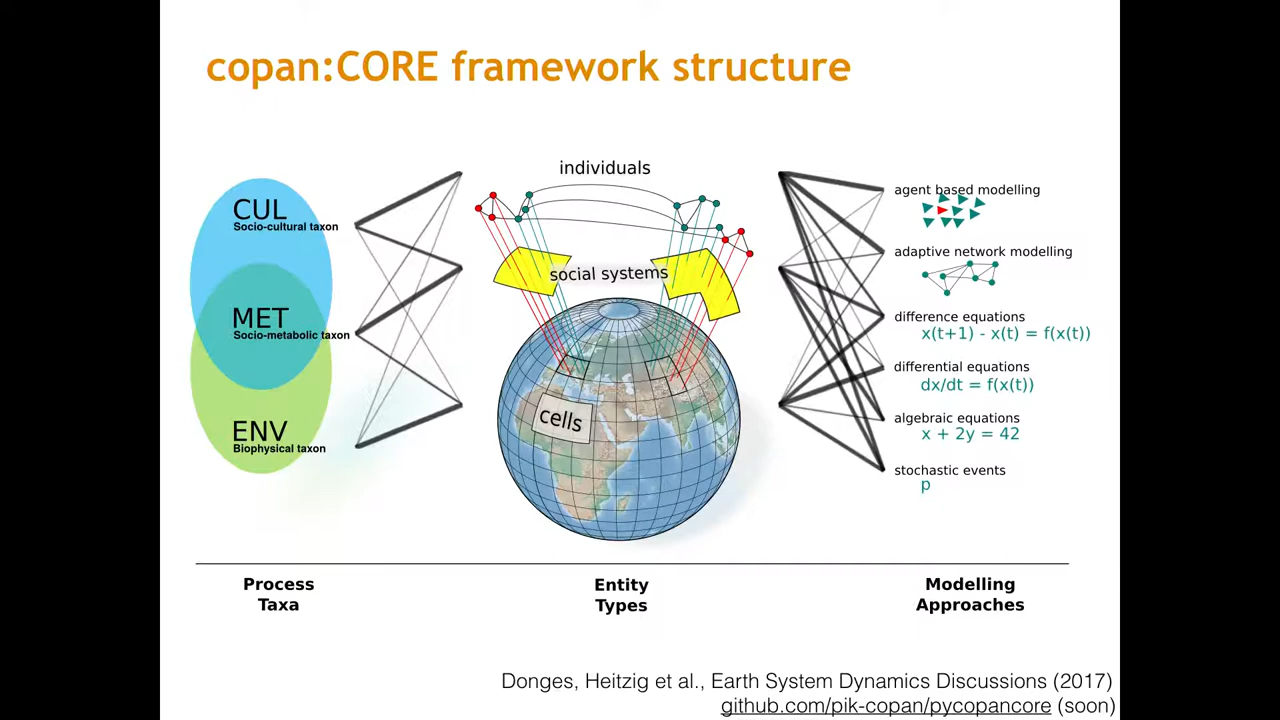 copan:CORE framework structure
individuals
CUL
Socio-cultural taxon
MET
Socio-metabolic taxon
ENV
Biophysical taxon
social systems
cells
agent based modelling
adaptive network modelling
difference equations
x(t+1) - x(t) = f(x(t))
differential equations
dx/dt = f(x(t))
algebraic equations
x + 2y = 42
stochastic events
p
Process
Taxa
Entity
Types
Modelling
Approaches
Donges, Heitzig et al., Earth System Dynamics Discussions (2017)
github.com/pik-copan/pycopancore (soon)